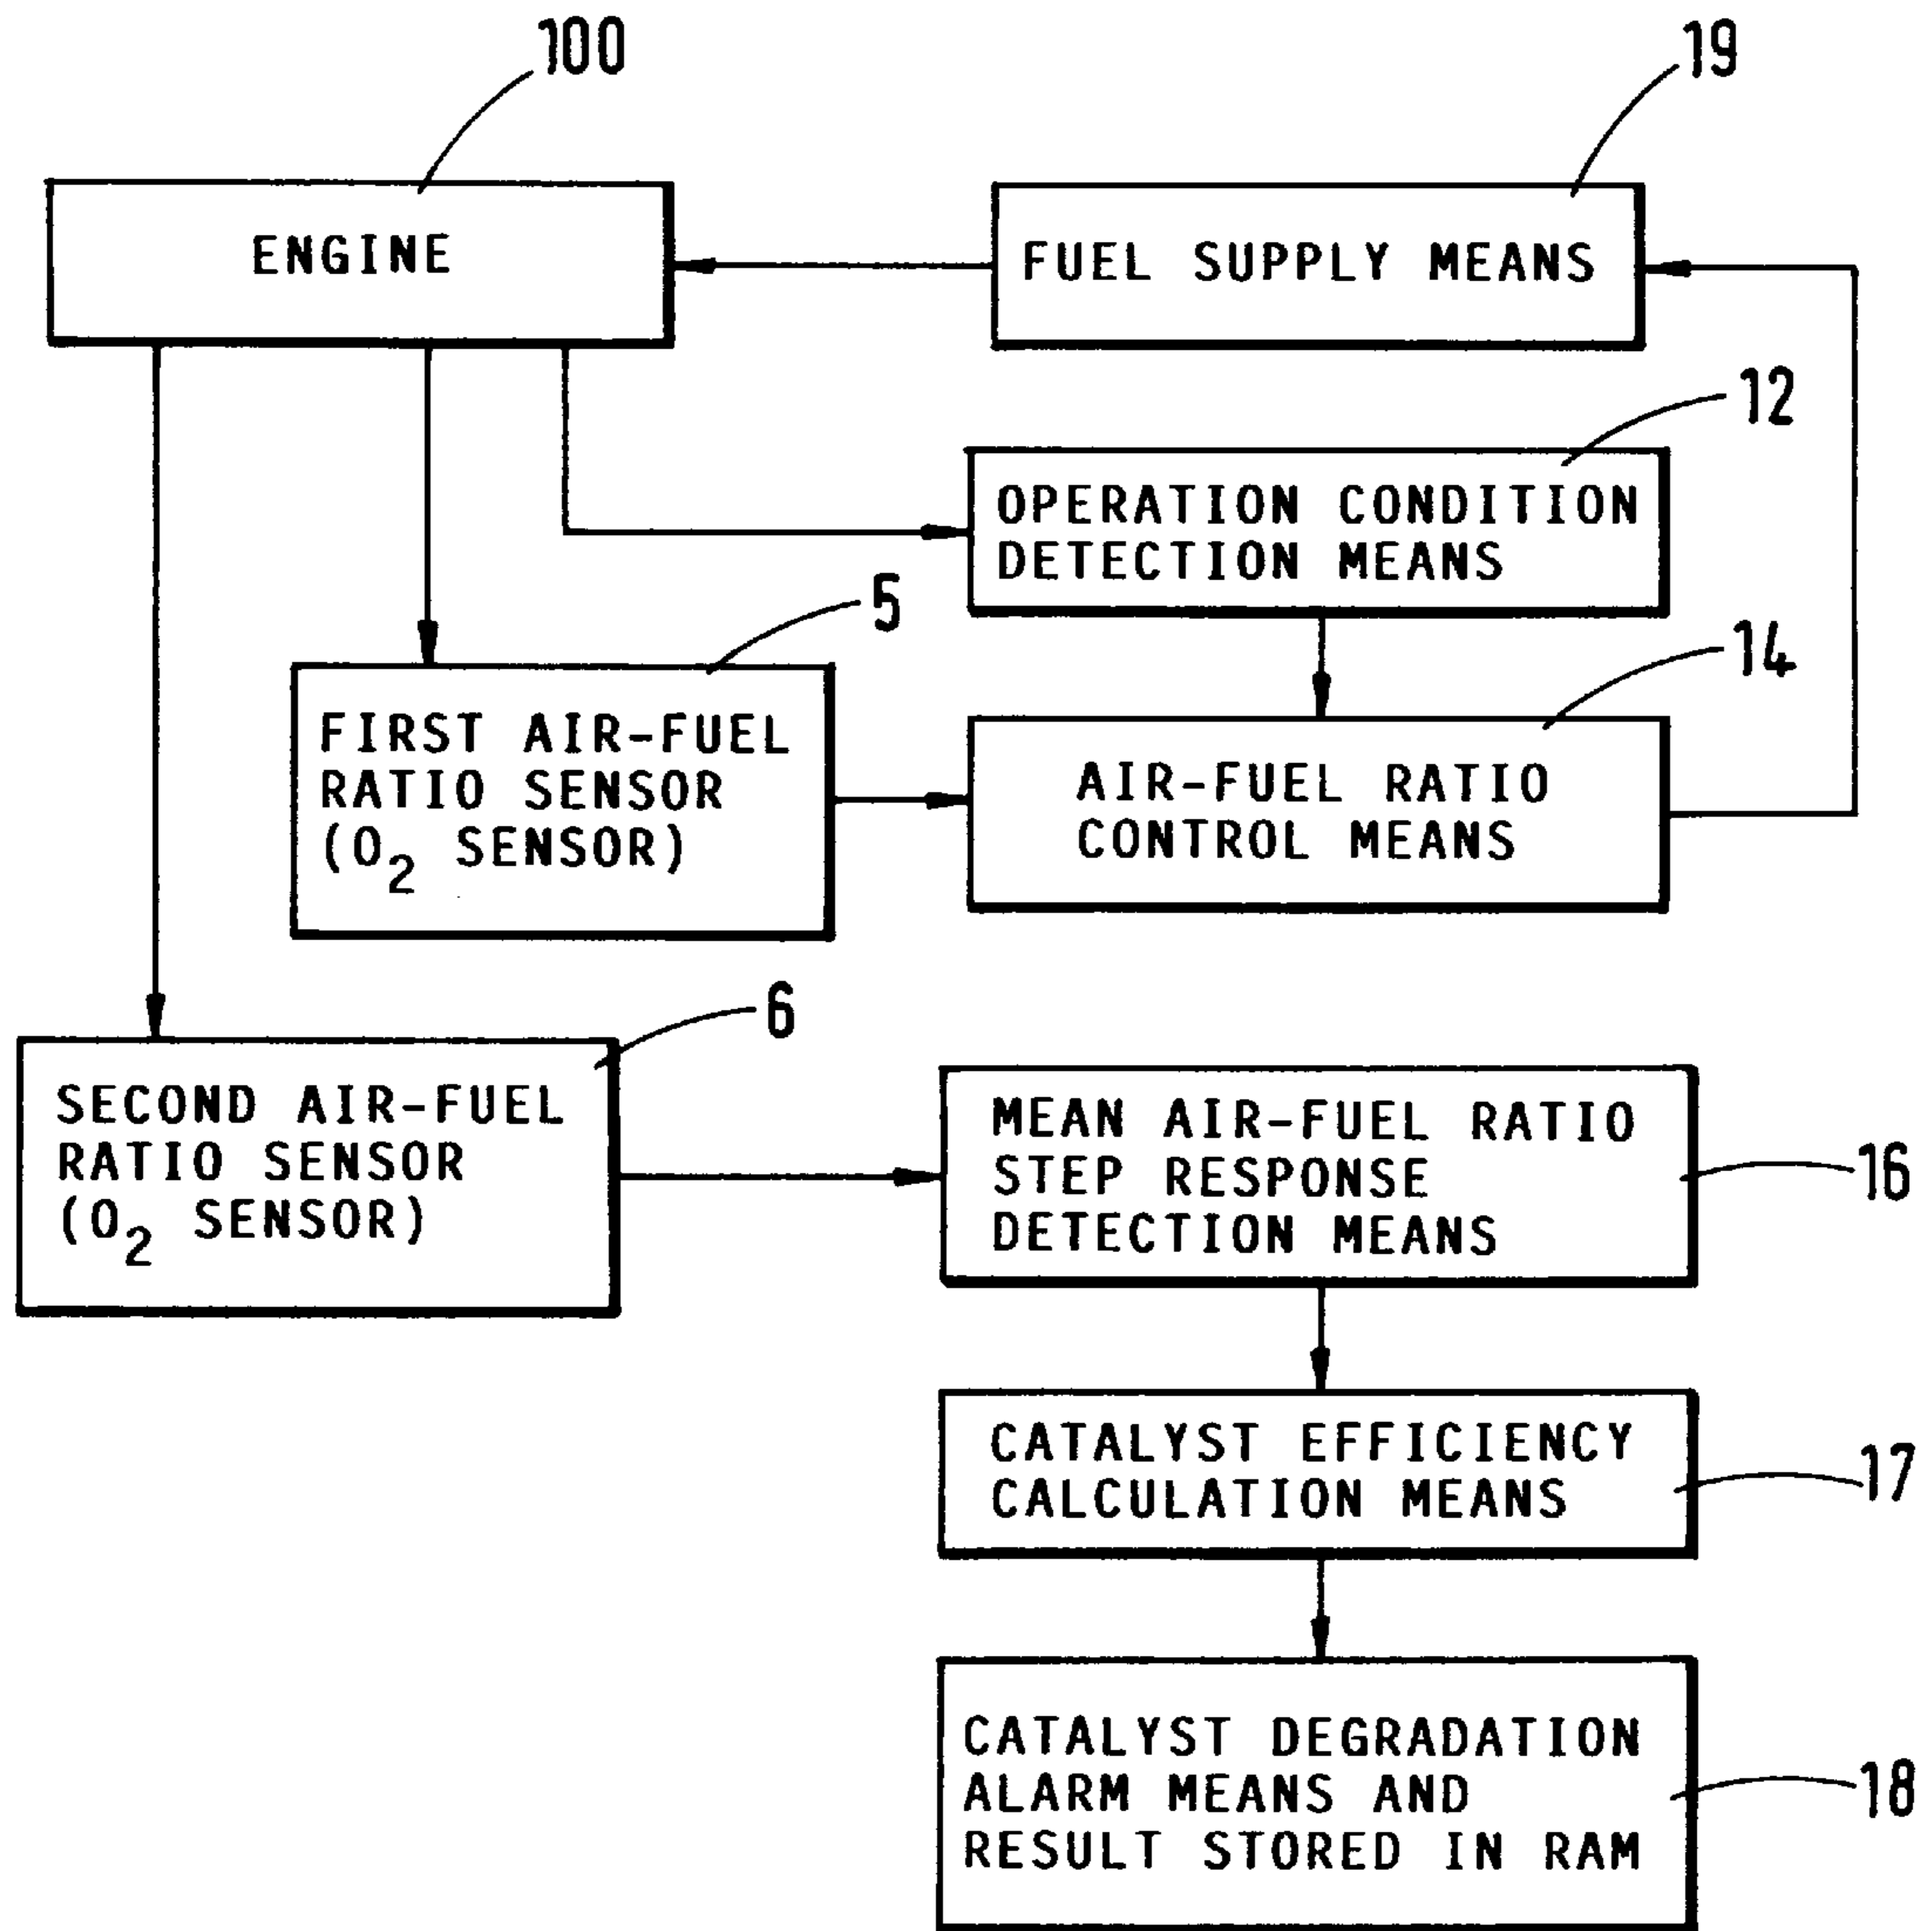 100
19
ENGINE
FUEL SUPPLY MEANS
12
OPERATION CONDITION
DETECTION MEANS
5
14
FIRST AIR-FUEL
RATIO SENSOR
(O₂ SENSOR)
AIR-FUEL RATIO
CONTROL MEANS
6
SECOND AIR-FUEL
RATIO SENSOR
(O₂ SENSOR)
MEAN AIR-FUEL RATIO
STEP RESPONSE
DETECTION MEANS
16
CATALYST EFFICIENCY
CALCULATION MEANS
17
CATALYST DEGRADATION
ALARM MEANS AND
RESULT STORED IN RAM
18